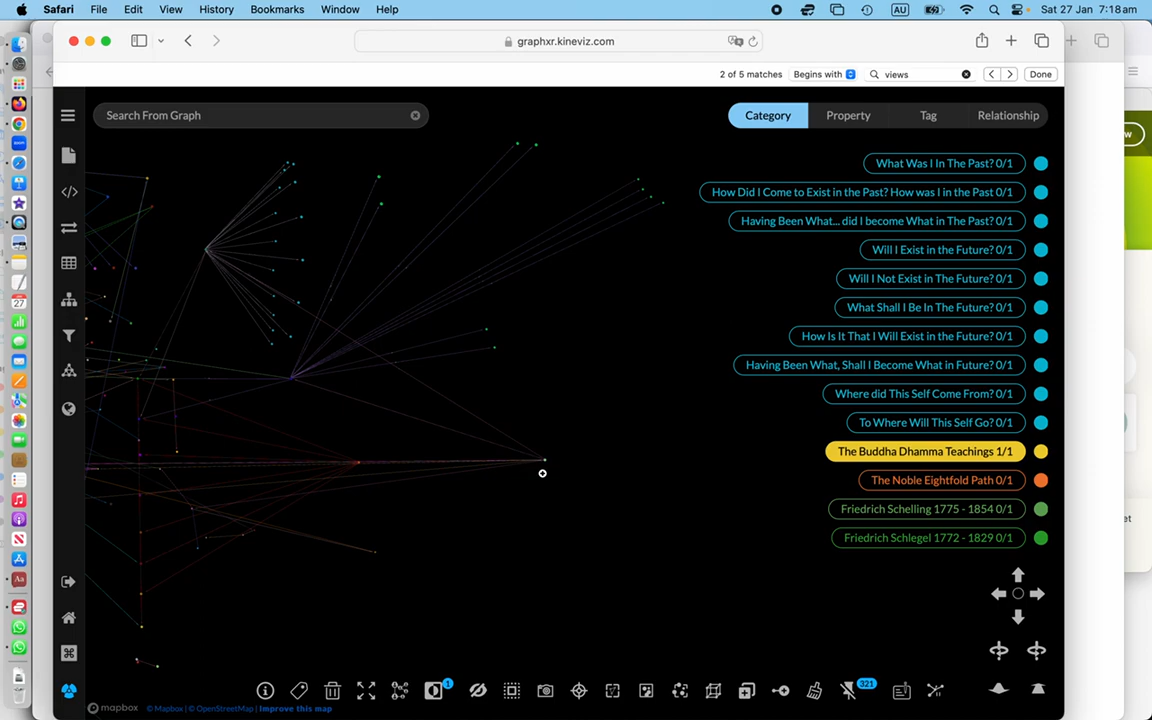 Safari File Edit View History Bookmarks Window Help
AU Sat 27 Jan 7:18 am
graphxr.kineviz.com
2 of 5 matches Begins with views Done
Search From Graph
Category Property Tag Relationship
What Was I In The Past? 0/1
How Did I Come to Exist in the Past? How was I in the Past 0/1
Having Been What... did I become What in The Past? 0/1
Will I Exist in the Future? 0/1
Will I Not Exist in the Future? 0/1
What Shall I Be In The Future? 0/1
How Is It That I Will Exist in the Future? 0/1
Having Been What, Shall I Become What in Future? 0/1
Where did This Self Come From? 0/1
To Where Will This Self Go? 0/1
The Buddha Dhamma Teachings 1/1
The Noble Eightfold Path 0/1
Friedrich Schelling 1775 - 1854 0/1
Friedrich Schlegel 1772 - 1829 0/1
1
321
mapbox © Mapbox | © OpenStreetMap | Improve this map